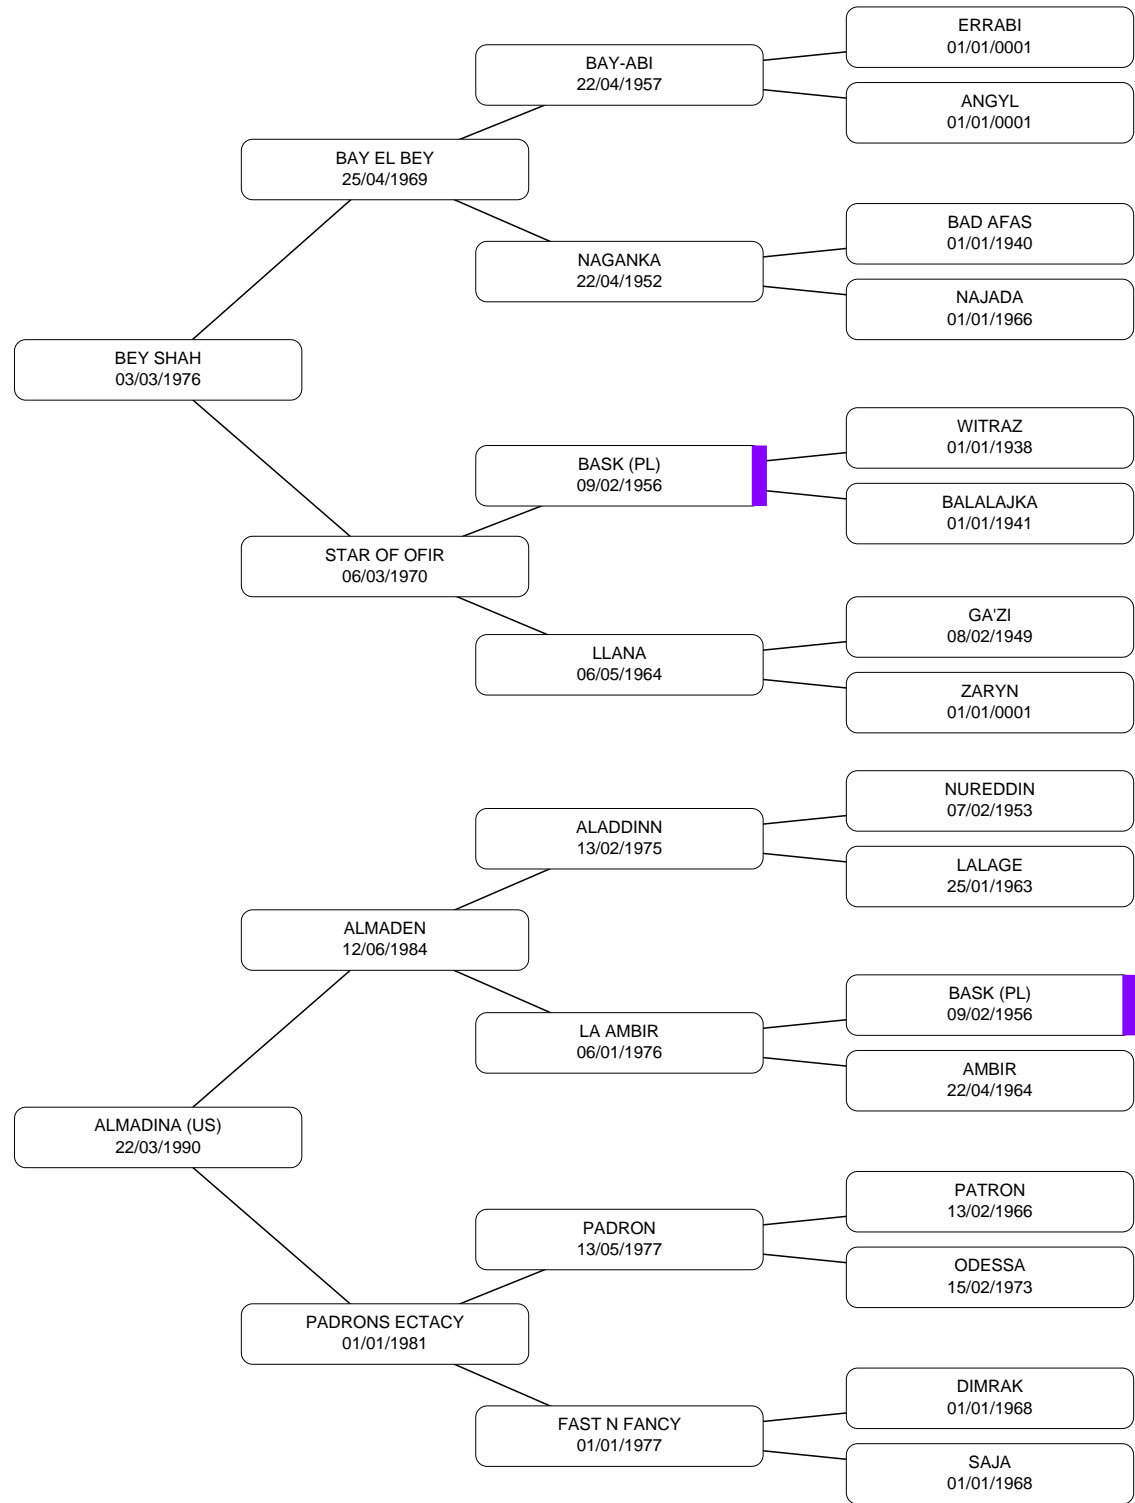 ERRABI
01/01/0001
BAY-ABI
22/04/1957
ANGYL
01/01/0001
BAY EL BEY
25/04/1969
BAD AFAS
01/01/1940
NAGANKA
22/04/1952
NAJADA
01/01/1966
BEY SHAH
03/03/1976
WITRAZ
01/01/1938
BASK (PL)
09/02/1956
BALALAJKA
01/01/1941
STAR OF OFIR
06/03/1970
GA'ZI
08/02/1949
LLANA
06/05/1964
ZARYN
01/01/0001
NUREDDIN
07/02/1953
ALADDINN
13/02/1975
LALAGE
25/01/1963
ALMADEN
12/06/1984
BASK (PL)
09/02/1956
LA AMBIR
06/01/1976
AMBIR
22/04/1964
ALMADINA (US)
22/03/1990
PATRON
13/02/1966
PADRON
13/05/1977
ODESSA
15/02/1973
PADRONS ECTACY
01/01/1981
DIMRAK
01/01/1968
FAST N FANCY
01/01/1977
SAJA
01/01/1968